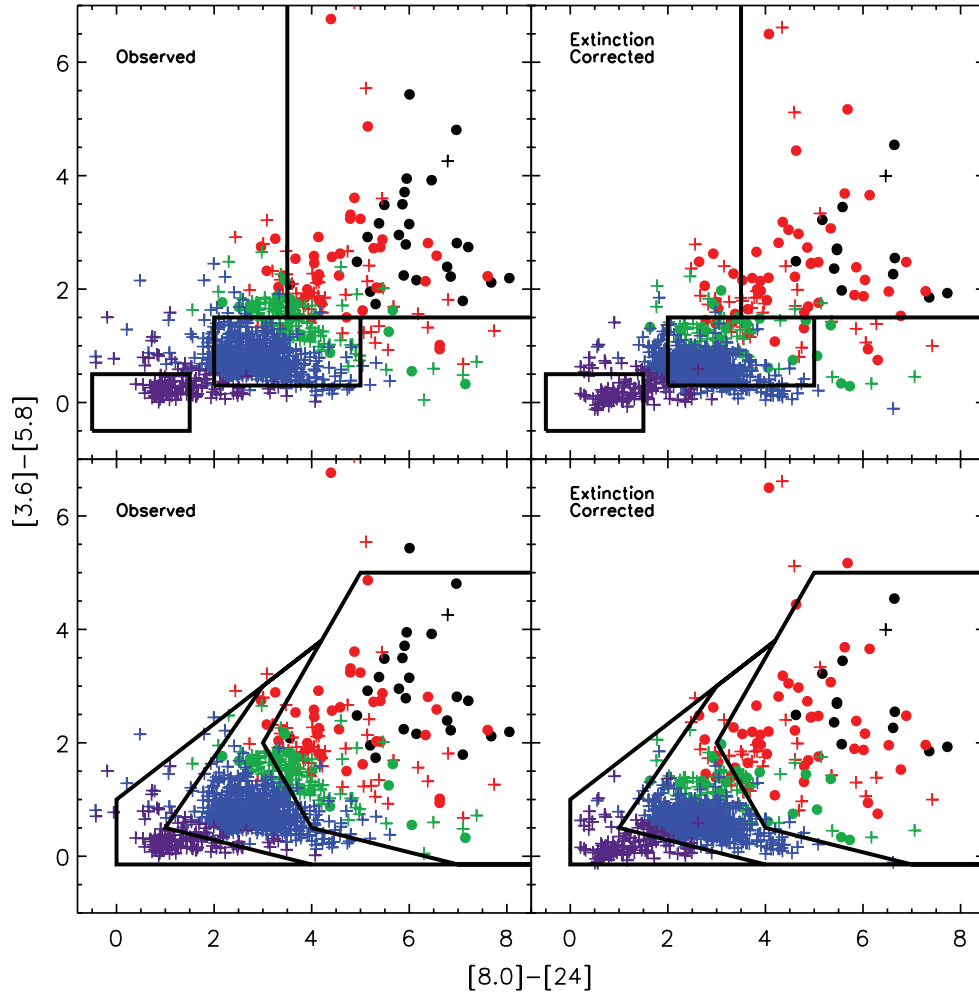 Observed
Extinction
Corrected
6
4
2
0
[3.6]−[5.8]
Observed
Extinction
Corrected
6
4
2
0
0 2 4 6 8
0 2 4 6 8
[8.0]−[24]